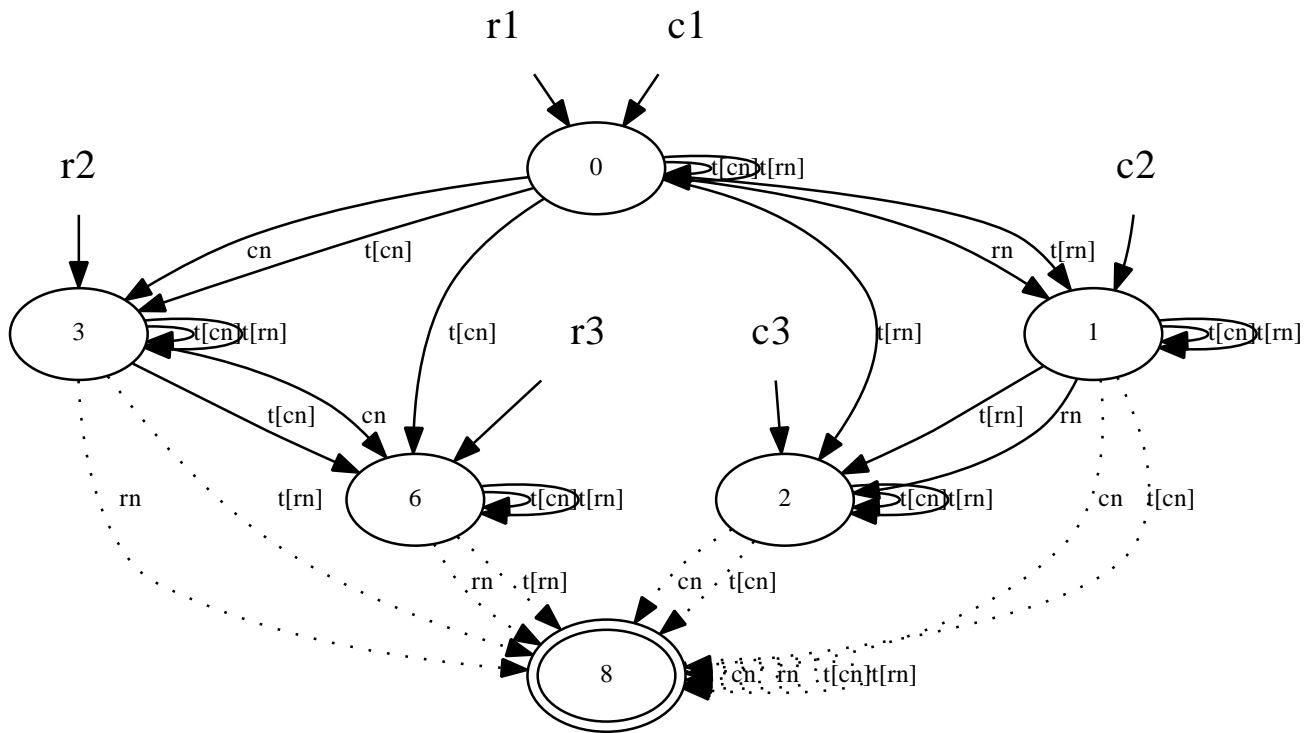 r1 c1
r2 0 t[cn] t[rn] c2
cn t[cn] rn t[rn]
3 t[cn] t[rn] t[cn] r3 c3 t[rn] 1 t[cn] t[rn]
t[cn] cn t[rn] rn
rn t[rn] 6 t[cn] t[rn] 2 t[cn] t[rn] cn t[cn]
rn t[rn] cn t[cn]
8 cn rn t[cn] t[rn]